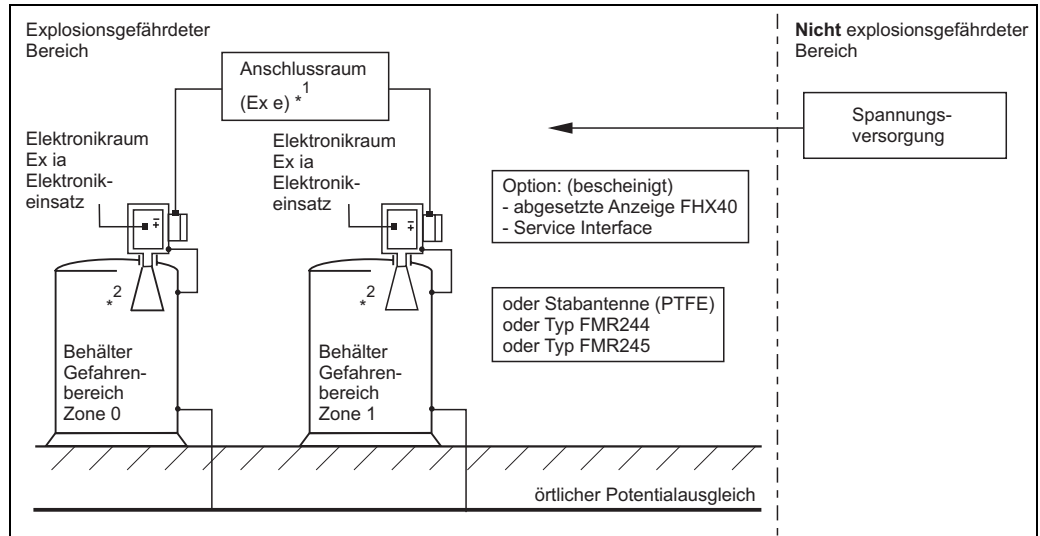 Explosionsgefährdeter
Bereich
Nicht explosionsgefährdeter
Bereich
Anschlussraum
(Ex e) *1
Spannungs-
versorgung
Elektronikraum
Ex ia
Elektronik-
einsatz
Elektronikraum
Ex ia
Elektronik-
einsatz
Option: (bescheinigt)
- abgesetzte Anzeige FHX40
- Service Interface
*2
*2
oder Stabantenne (PTFE)
oder Typ FMR244
oder Typ FMR245
Behälter
Gefahren-
bereich
Zone 0
Behälter
Gefahren-
bereich
Zone 1
örtlicher Potentialausgleich